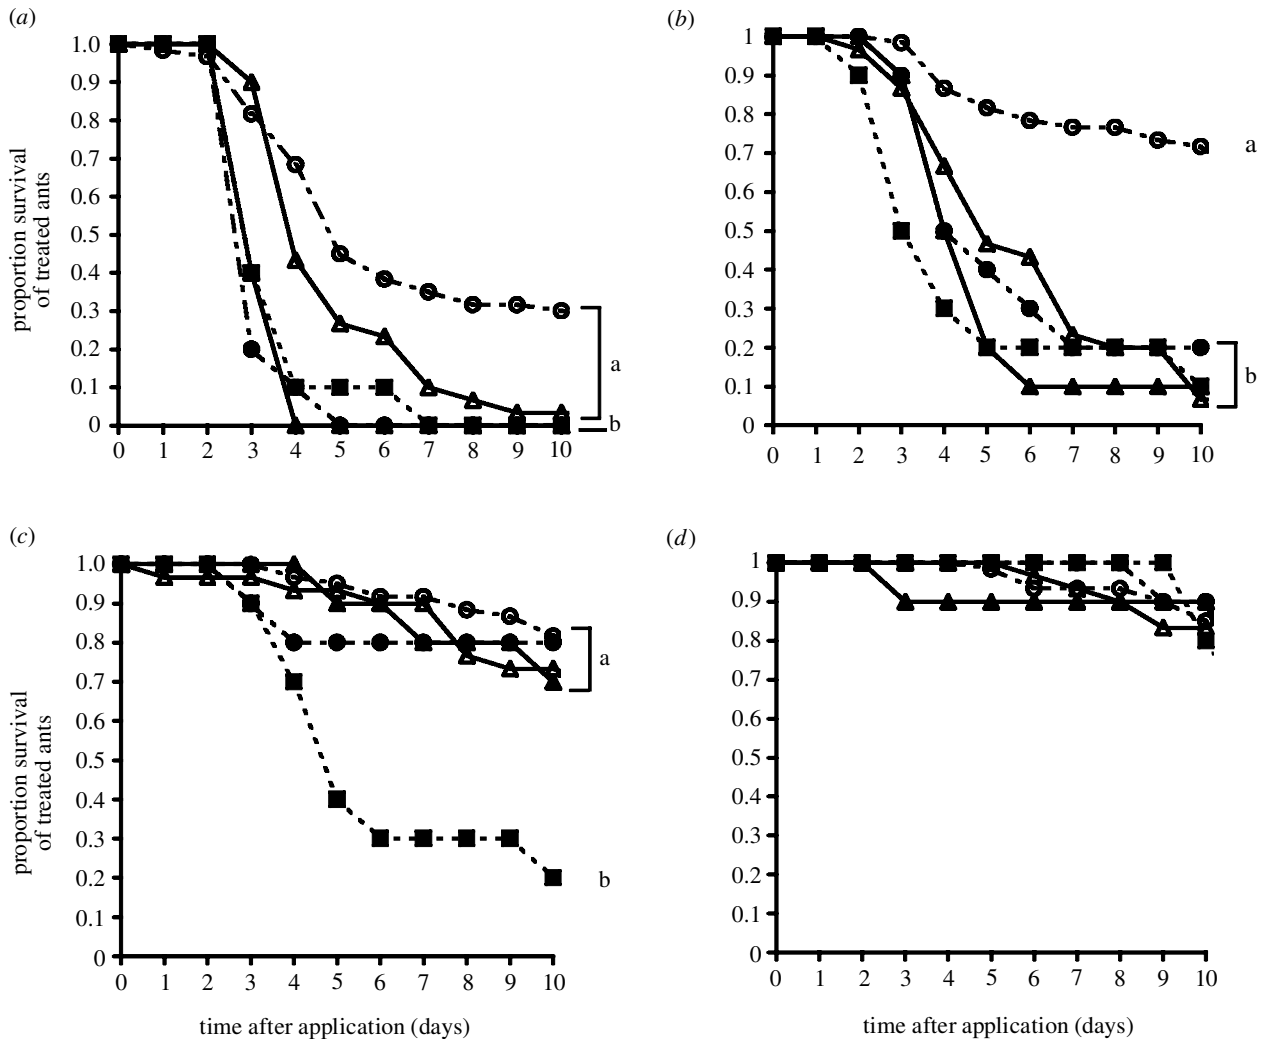 (a)
1.0
0.9
0.8
0.7
0.6
0.5
0.4
0.3
0.2
0.1
0
proportion survival
of treated ants
0 1 2 3 4 5 6 7 8 9 10
a
b
(b)
1
0.9
0.8
0.7
0.6
0.5
0.4
0.3
0.2
0.1
0
0 1 2 3 4 5 6 7 8 9 10
a
b
(c)
1.0
0.9
0.8
0.7
0.6
0.5
0.4
0.3
0.2
0.1
0
proportion survival
of treated ants
0 1 2 3 4 5 6 7 8 9 10
time after application (days)
a
b
(d)
1
0.9
0.8
0.7
0.6
0.5
0.4
0.3
0.2
0.1
0
0 1 2 3 4 5 6 7 8 9 10
time after application (days)